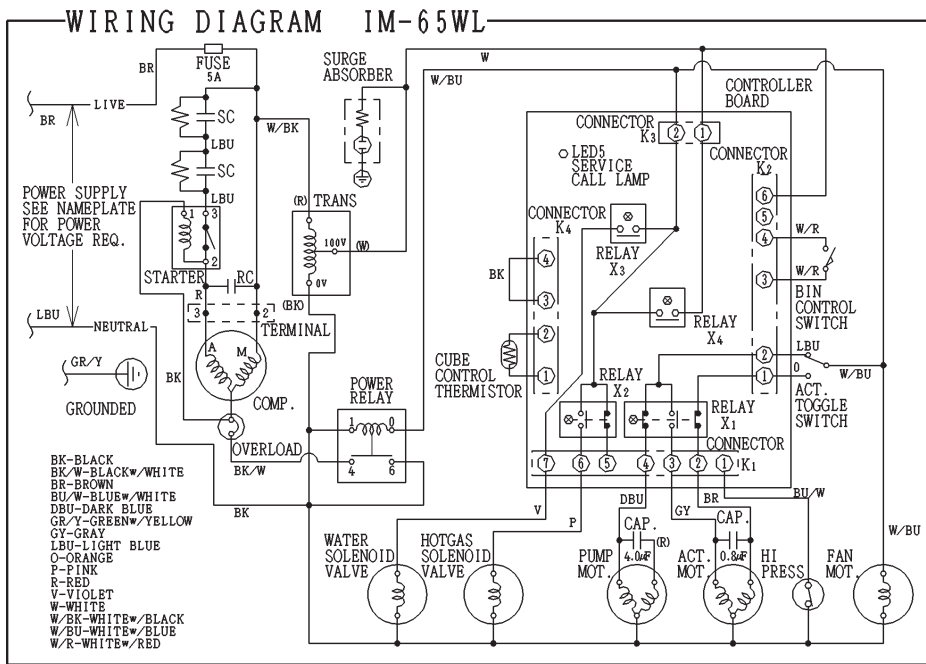 WIRING DIAGRAM IM-65WL
FUSE
5A
BR
LIVE
BR
SC
LBU
SC
LBU
W/BK
SURGE
ABSORBER
W
W/BU
CONTROLLER
BOARD
CONNECTOR
K3
2 1
CONNECTOR
K2
6
5
4
3
2
1
LED5
SERVICE
CALL LAMP
POWER SUPPLY
SEE NAMEPLATE
FOR POWER
VOLTAGE REQ.
1 3
2
STARTER
R
RC
(R)
TRANS
100V
(W)
0V
(BK)
CONNECTOR
K4
4
3
2
1
BK
RELAY
X3
RELAY
X4
W/R
W/R
BIN
CONTROL
SWITCH
LBU
NEUTRAL
3 2
TERMINAL
A M
COMP.
GR/Y
GROUNDED
BK
CUBE
CONTROL
THERMISTOR
LBU
O
W/BU
ACT.
TOGGLE
SWITCH
RELAY
X2
RELAY
X1
POWER
RELAY
1 0
4 6
OVERLOAD
BK/W
BK
CONNECTOR
K1
7 6 5 4 3 2 1
BK-BLACK
BK/W-BLACKw/WHITE
BR-BROWN
BU/W-BLUEw/WHITE
DBU-DARK BLUE
GR/Y-GREENw/YELLOW
GY-GRAY
LBU-LIGHT BLUE
O-ORANGE
P-PINK
R-RED
V-VIOLET
W-WHITE
W/BK-WHITEw/BLACK
W/BU-WHITEw/BLUE
W/R-WHITEw/RED
V
P
DBU
GY
BR
BU/W
W/BU
WATER
SOLENOID
VALVE
HOTGAS
SOLENOID
VALVE
CAP.
4.0μF
(R)
PUMP
MOT.
CAP.
0.8μF
ACT.
MOT.
HI
PRESS
FAN
MOT.